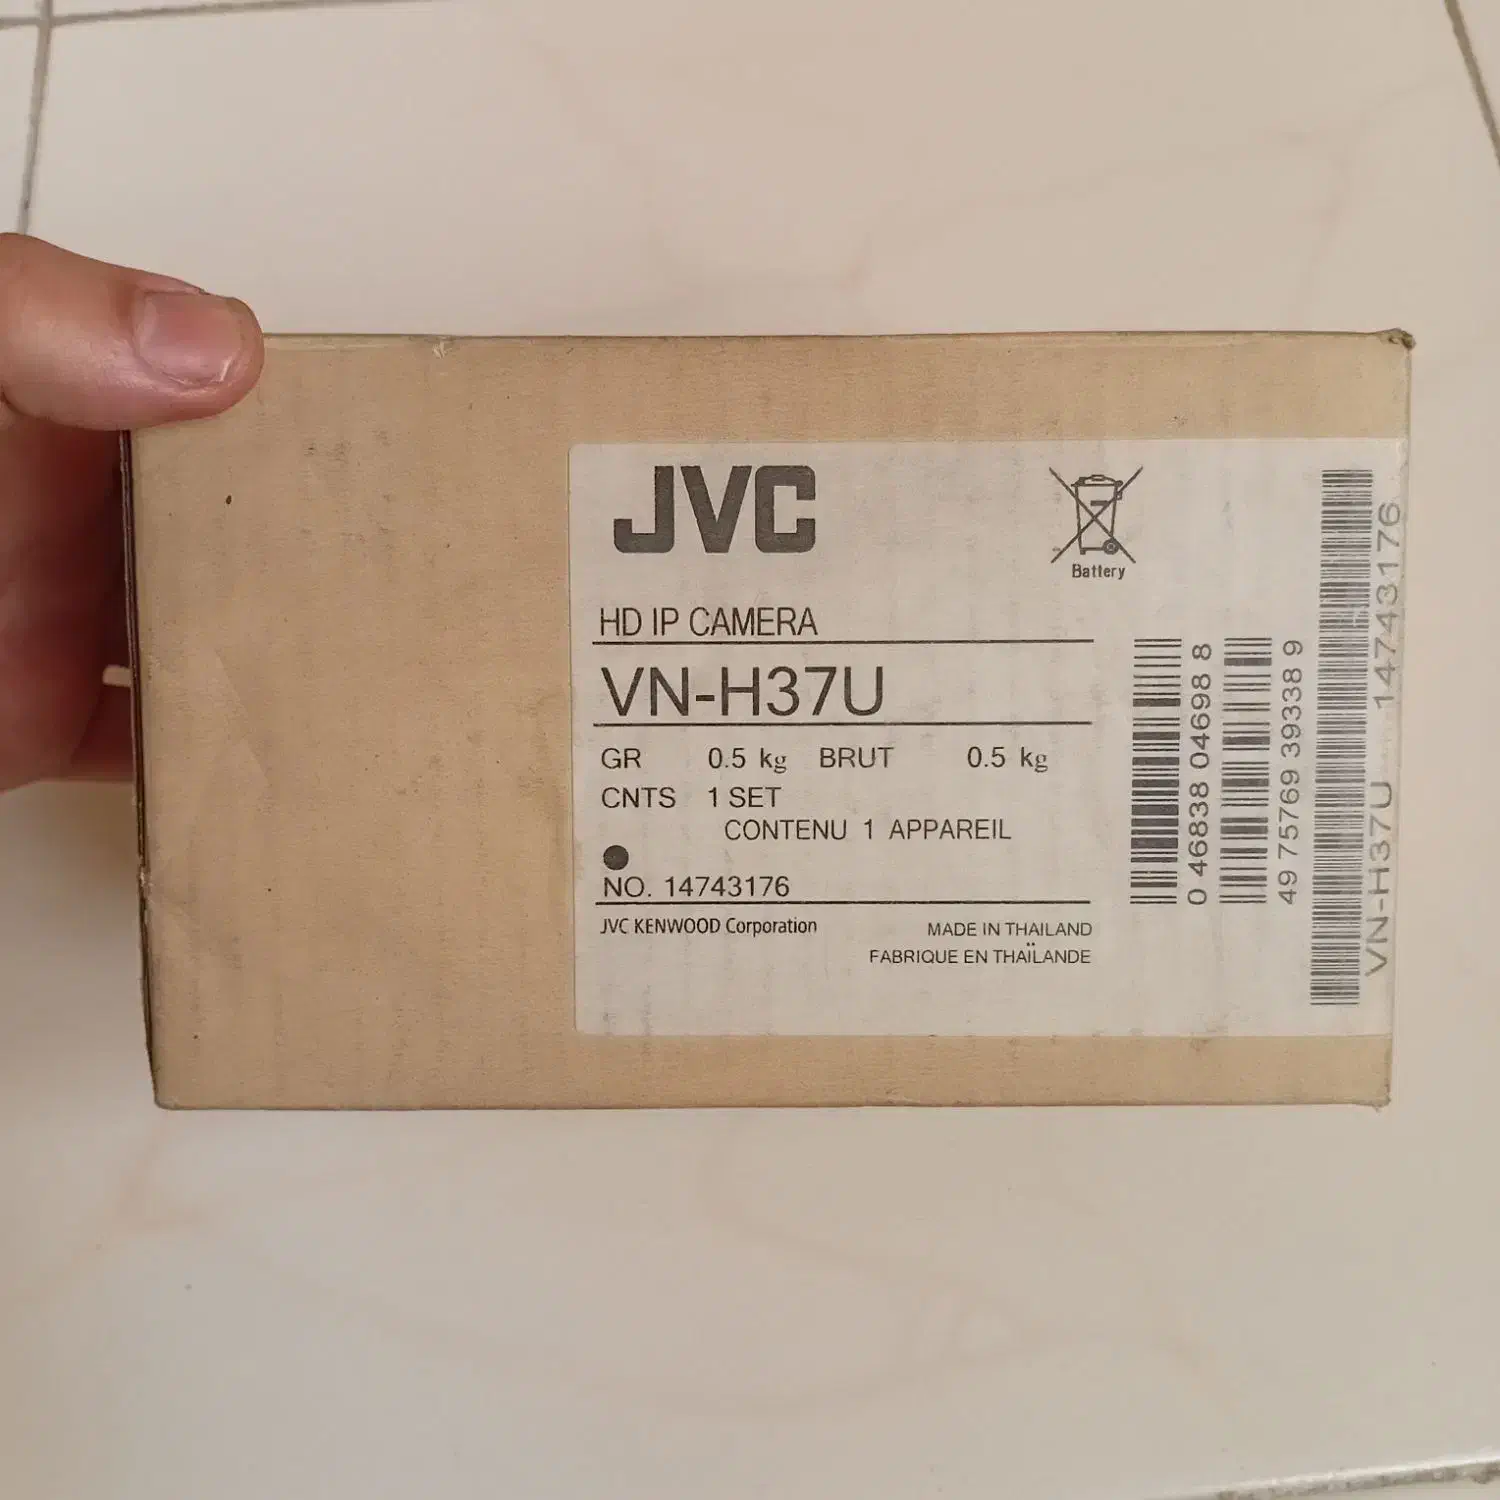 JVC
Battery
HD IP CAMERA
VN-H37U
GR 0.5 kg BRUT 0.5 kg
CNTS 1 SET
CONTENU 1 APPAREIL
NO. 14743176
JVC KENWOOD Corporation
MADE IN THAILAND
FABRIQUE EN THAÏLANDE
0 46838 04698 8
49 75769 39338 9
VN-H37U 14743176